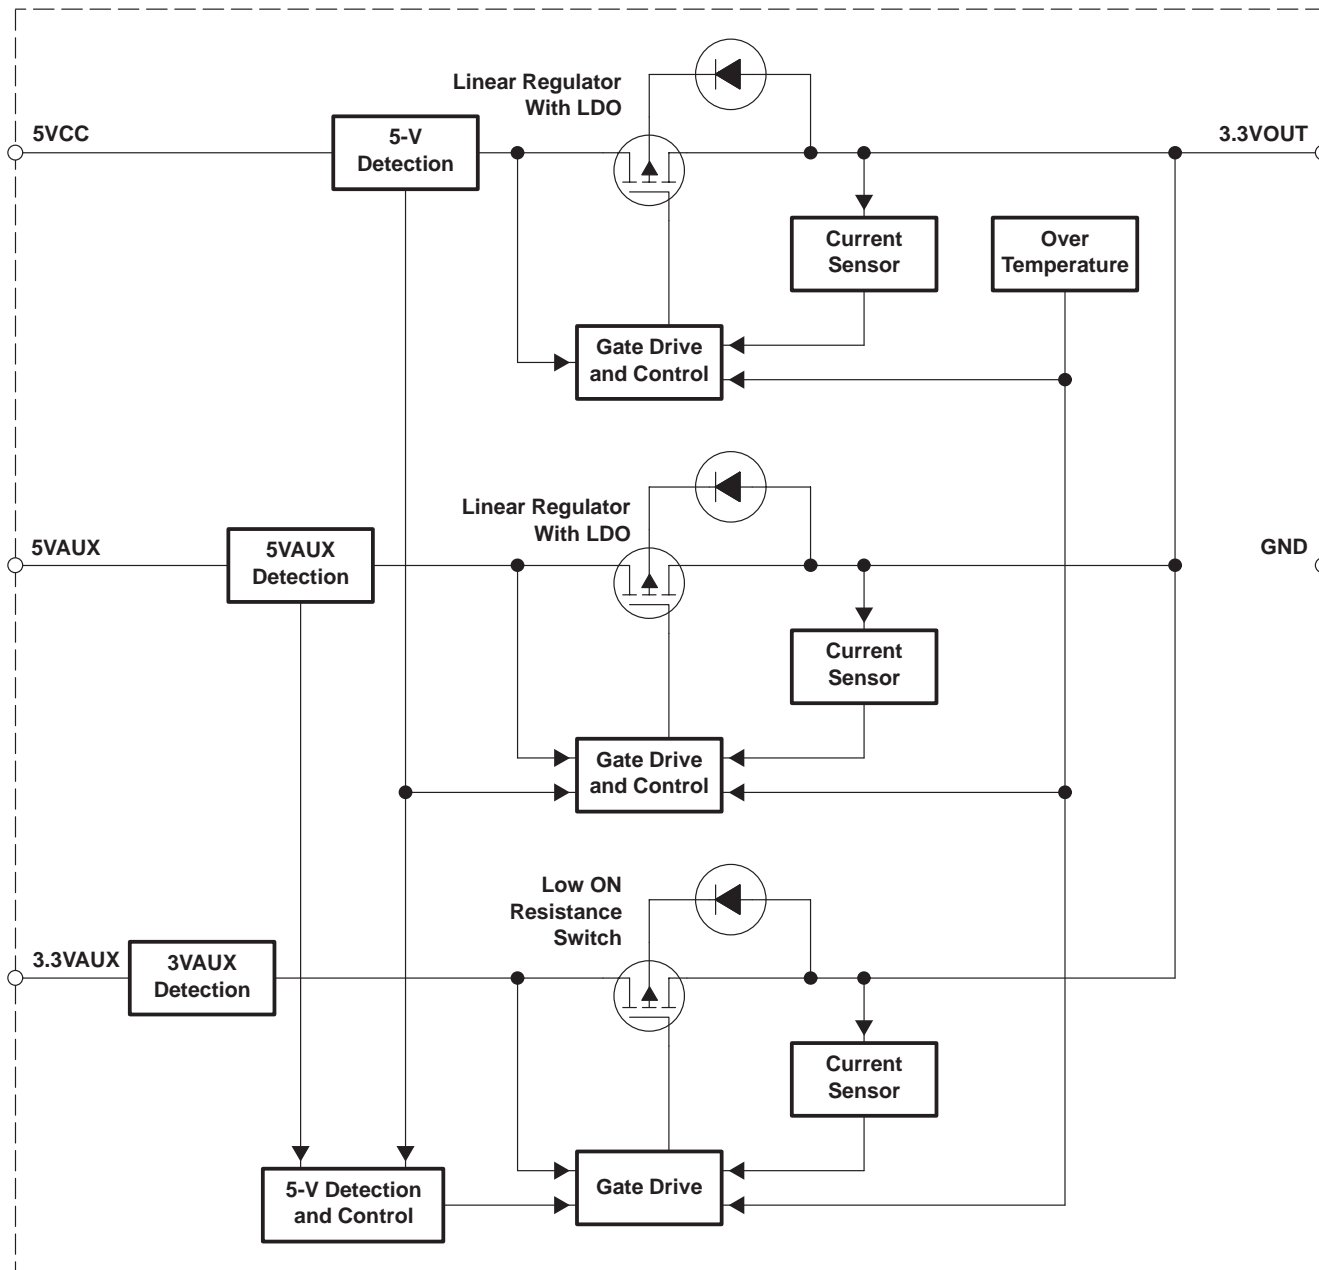 Linear Regulator
With LDO
5VCC
5-V
Detection
3.3VOUT
Current
Sensor
Over
Temperature
Gate Drive
and Control
Linear Regulator
With LDO
5VAUX
5VAUX
Detection
GND
Current
Sensor
Gate Drive
and Control
Low ON
Resistance
Switch
3.3VAUX
3VAUX
Detection
Current
Sensor
5-V Detection
and Control
Gate Drive